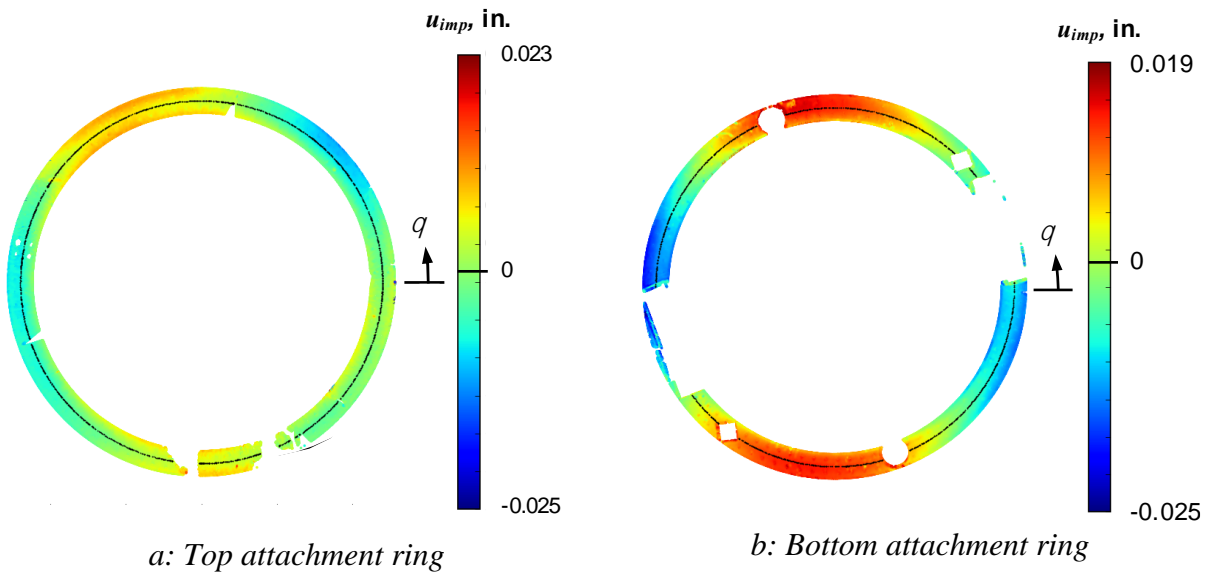 u_imp, in.
0.023
0
-0.025
q
a: Top attachment ring
u_imp, in.
0.019
0
-0.025
q
b: Bottom attachment ring